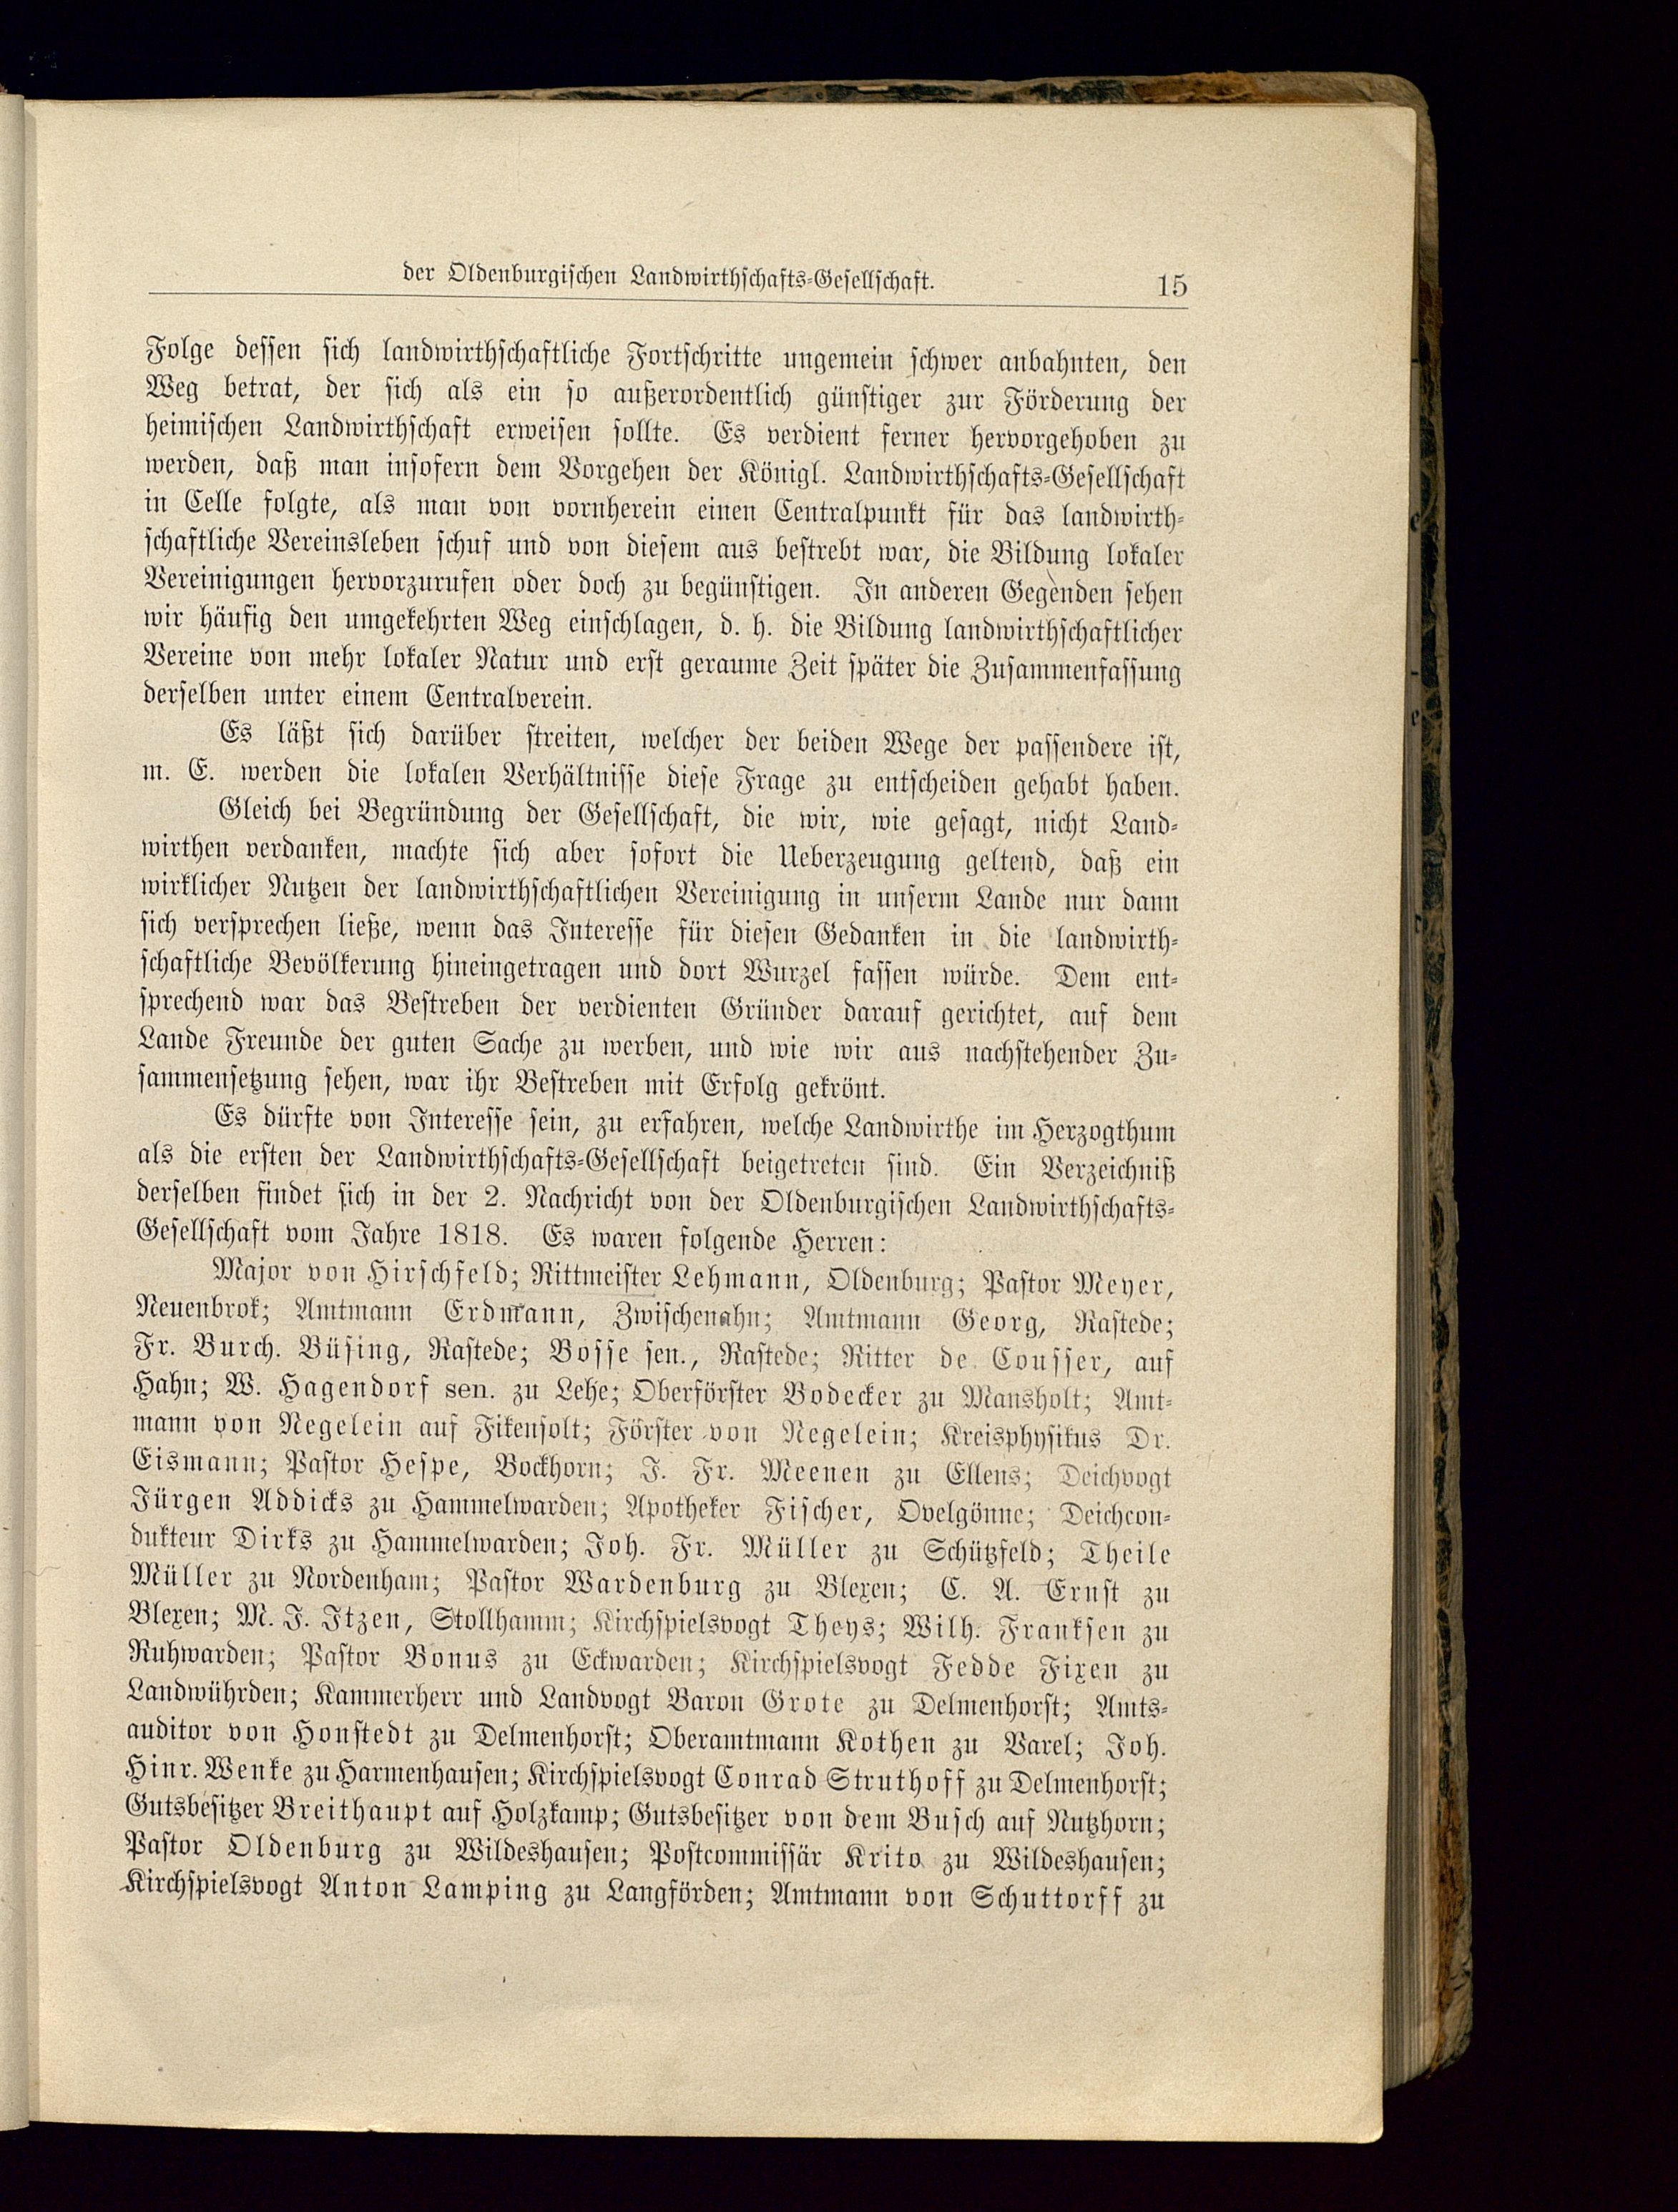 der Oldenburgischen Landwirthschafts-Gesellschaft.
15
Folge dessen sich landwirthschaftliche Fortschritte ungemein schwer anbahnten, den
Weg betrat, der sich als ein so außerordentlich günstiger zur Förderung der
heimischen Landwirthschaft erweisen sollte. Es verdient ferner hervorgehoben zu
werden, daß man insofern dem Vorgehen der Königl. Landwirthschafts-Gesellschaft
in Celle folgte, als man von vornherein einen Centralpunkt für das landwirth-
schaftliche Vereinsleben schuf und von diesem aus bestrebt war, die Bildung lokaler
Vereinigungen hervorzurufen oder doch zu begünstigen. In anderen Gegenden sehen
wir häufig den umgekehrten Weg einschlagen, d. h. die Bildung landwirthschaftlicher
Vereine von mehr lokaler Natur und erst geraume Zeit später die Zusammenfassung
derselben unter einem Centralverein.
Es läßt sich darüber streiten, welcher der beiden Wege der passendere ist,
m. E. werden die lokalen Verhältnisse diese Frage zu entscheiden gehabt haben.
Gleich bei Begründung der Gesellschaft, die wir, wie gesagt, nicht Land-
wirthen verdanken, machte sich aber sofort die Ueberzeugung geltend, daß ein
wirklicher Nutzen der landwirthschaftlichen Vereinigung in unserm Lande nur dann
sich versprechen ließe, wenn das Interesse für diesen Gedanken in die landwirth-
schaftliche Bevölkerung hineingetragen und dort Wurzel fassen würde. Dem ent-
sprechend war das Bestreben der verdienten Gründer darauf gerichtet, auf dem
Lande Freunde der guten Sache zu werben, und wie wir aus nachstehender Zu-
sammensetzung sehen, war ihr Bestreben mit Erfolg gekrönt.
Es dürfte von Interesse sein, zu erfahren, welche Landwirthe im Herzogthum
als die ersten der Landwirthschafts-Gesellschaft beigetreten sind. Ein Verzeichniß
derselben findet sich in der 2. Nachricht von der Oldenburgischen Landwirthschafts-
Gesellschaft vom Jahre 1818. Es waren folgende Herren:
Major von Hirschfeld; Rittmeister Lehmann, Oldenburg; Pastor Meyer,
Neuenbrok; Amtmann Erdmann, Zwischenahn; Amtmann Georg, Rastede;
Fr. Burch. Büsing, Rastede; Bosse sen., Rastede; Ritter de Cousser, auf
Hahn; W. Hagendorf sen. zu Lehe; Oberförster Bodecker zu Mansholt; Amt-
mann von Negelein auf Fikensolt; Förster von Negelein; Kreisphysikus Dr.
Eismann; Pastor Hespe, Bockhorn; J. Fr. Meenen zu Ellens; Deichvogt
Jürgen Addicks zu Hammelwarden; Apotheker Fischer, Ovelgönne; Deichcon-
dukteur Dirks zu Hammelwarden; Joh. Fr. Müller zu Schützfeld; Theile
Müller zu Nordenham; Pastor Wardenburg zu Blexen; C. A. Ernst zu
Blexen; M. J. Itzen, Stollhamm; Kirchspielsvogt Theys; Wilh. Franksen zu
Ruhwarden; Pastor Bonus zu Eckwarden; Kirchspielsvogt Fedde Fixen zu
Landwührden; Kammerherr und Landvogt Baron Grote zu Delmenhorst; Amts-
auditor von Honstedt zu Delmenhorst; Oberamtmann Kothen zu Varel; Joh.
Hinr. Wenke zu Harmenhausen; Kirchspielsvogt Conrad Struthoff zu Delmenhorst;
Gutsbesitzer Breithaupt auf Holzkamp; Gutsbesitzer von dem Busch auf Nutzhorn;
Pastor Oldenburg zu Wildeshausen; Postcommissär Krito zu Wildeshausen;
Kirchspielsvogt Anton Lamping zu Langförden; Amtmann von Schuttorff zu